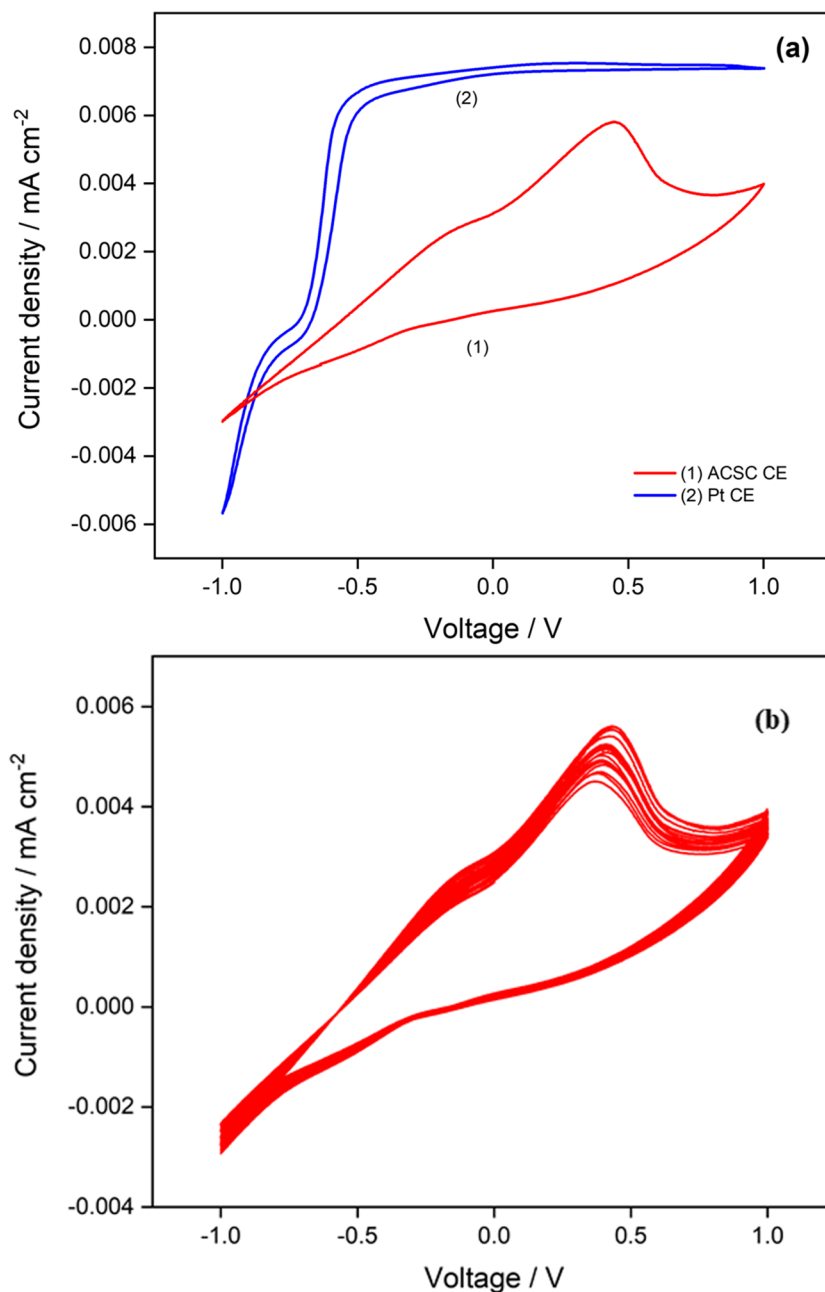 (a)
Current density / mA cm⁻²
0.008
0.006
0.004
0.002
0.000
-0.002
-0.004
-0.006
(2)
(1)
(1) ACSC CE
(2) Pt CE
-1.0 -0.5 0.0 0.5 1.0
Voltage / V
(b)
Current density / mA cm⁻²
0.006
0.004
0.002
0.000
-0.002
-0.004
-1.0 -0.5 0.0 0.5 1.0
Voltage / V